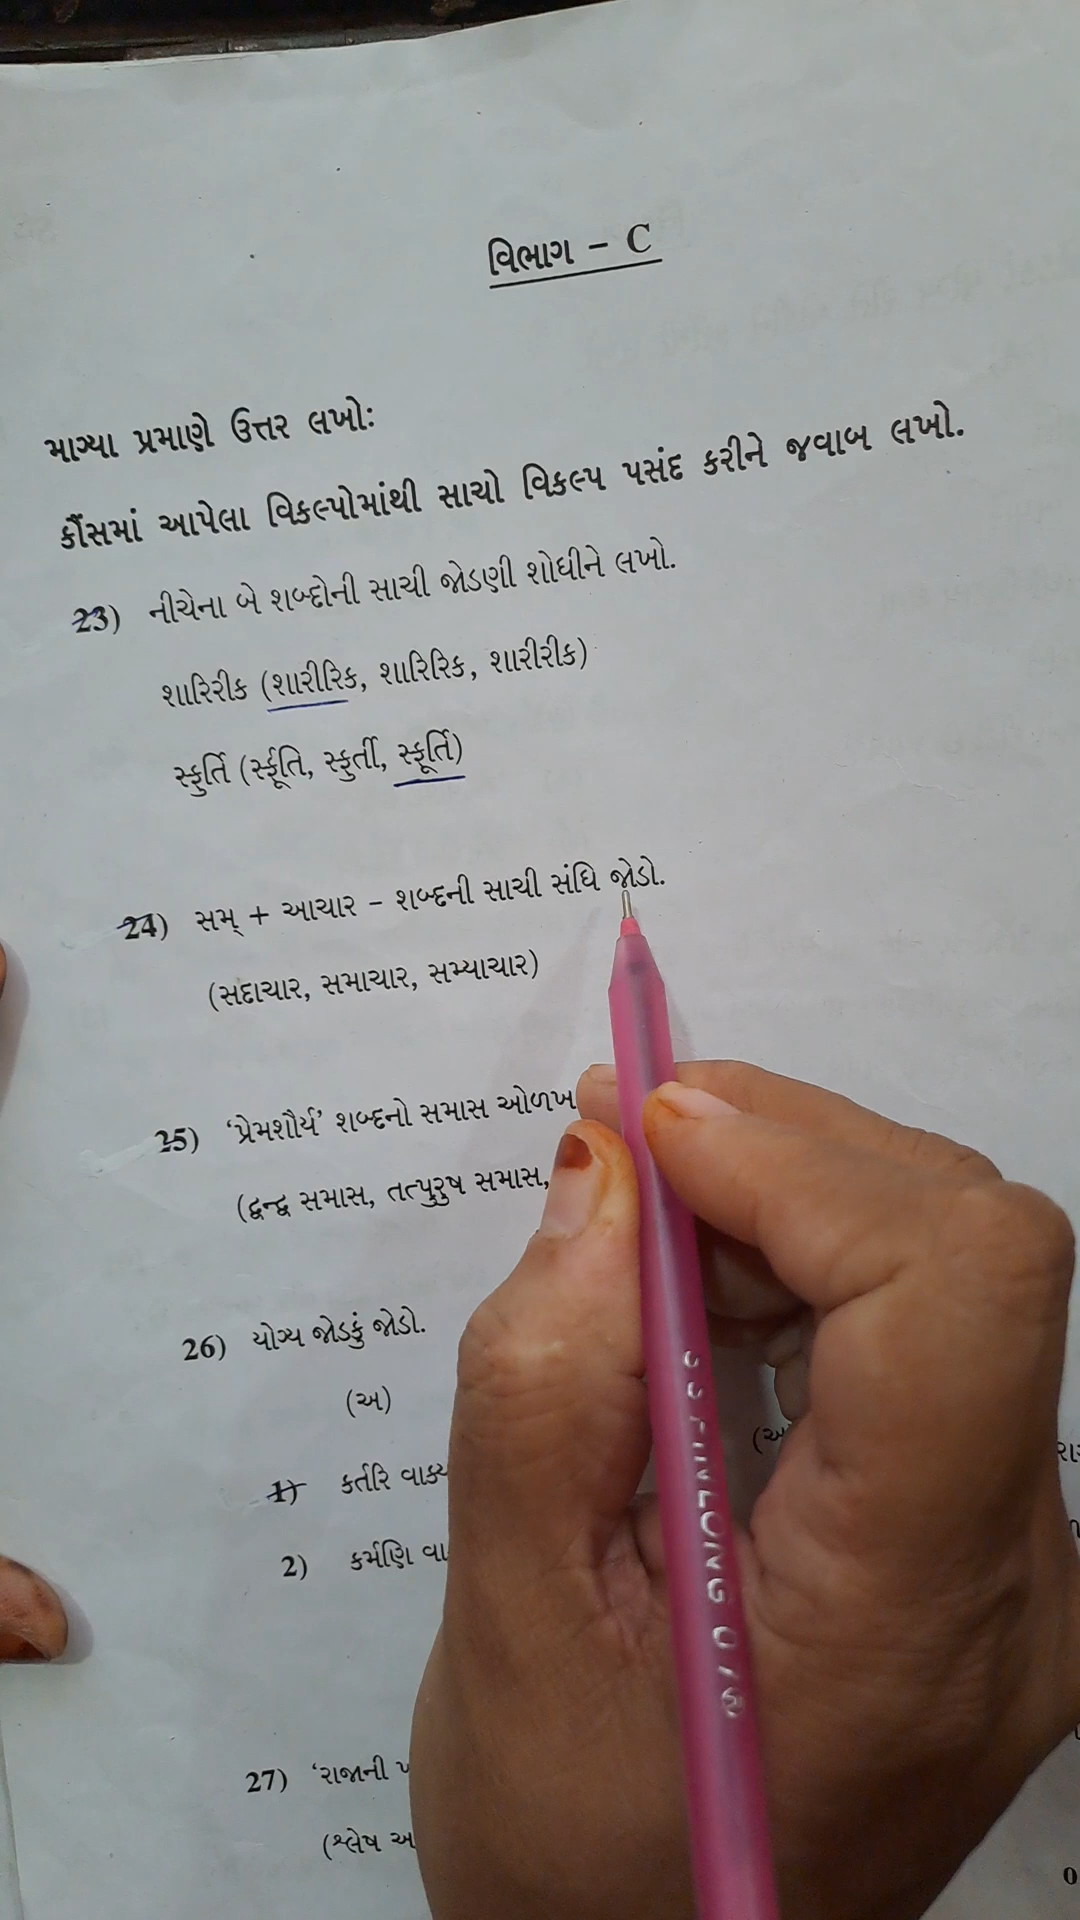 વિભાગ – C
માગ્યા પ્રમાણે ઉત્તર લખોઃ
કૌંસમાં આપેલા વિકલ્પોમાંથી સાચો વિકલ્પ પસંદ કરીને જવાબ લખો.
23) નીચેના બે શબ્દોની સાચી જોડણી શોધીને લખો.
શારિરીક (શારીરિક, શારિરિક, શારીરીક)
સ્ફુર્તિ (ર્સ્ફૂતિ, સ્ફુર્તી, સ્ફૂર્તિ)
24) સમ્ + આચાર – શબ્દની સાચી સંધિ જોડો.
(સદાચાર, સમાચાર, સમ્યાચાર)
25) ‘પ્રેમશૌર્ય’ શબ્દનો સમાસ ઓળખ
(દ્વન્દ્વ સમાસ, તત્પુરુષ સમાસ,
26) યોગ્ય જોડકું જોડો.
(અ)
1) કર્તરિ વાક્ય
2) કર્મણિ વા
27) ‘રાજાની
(શ્લેષ અ